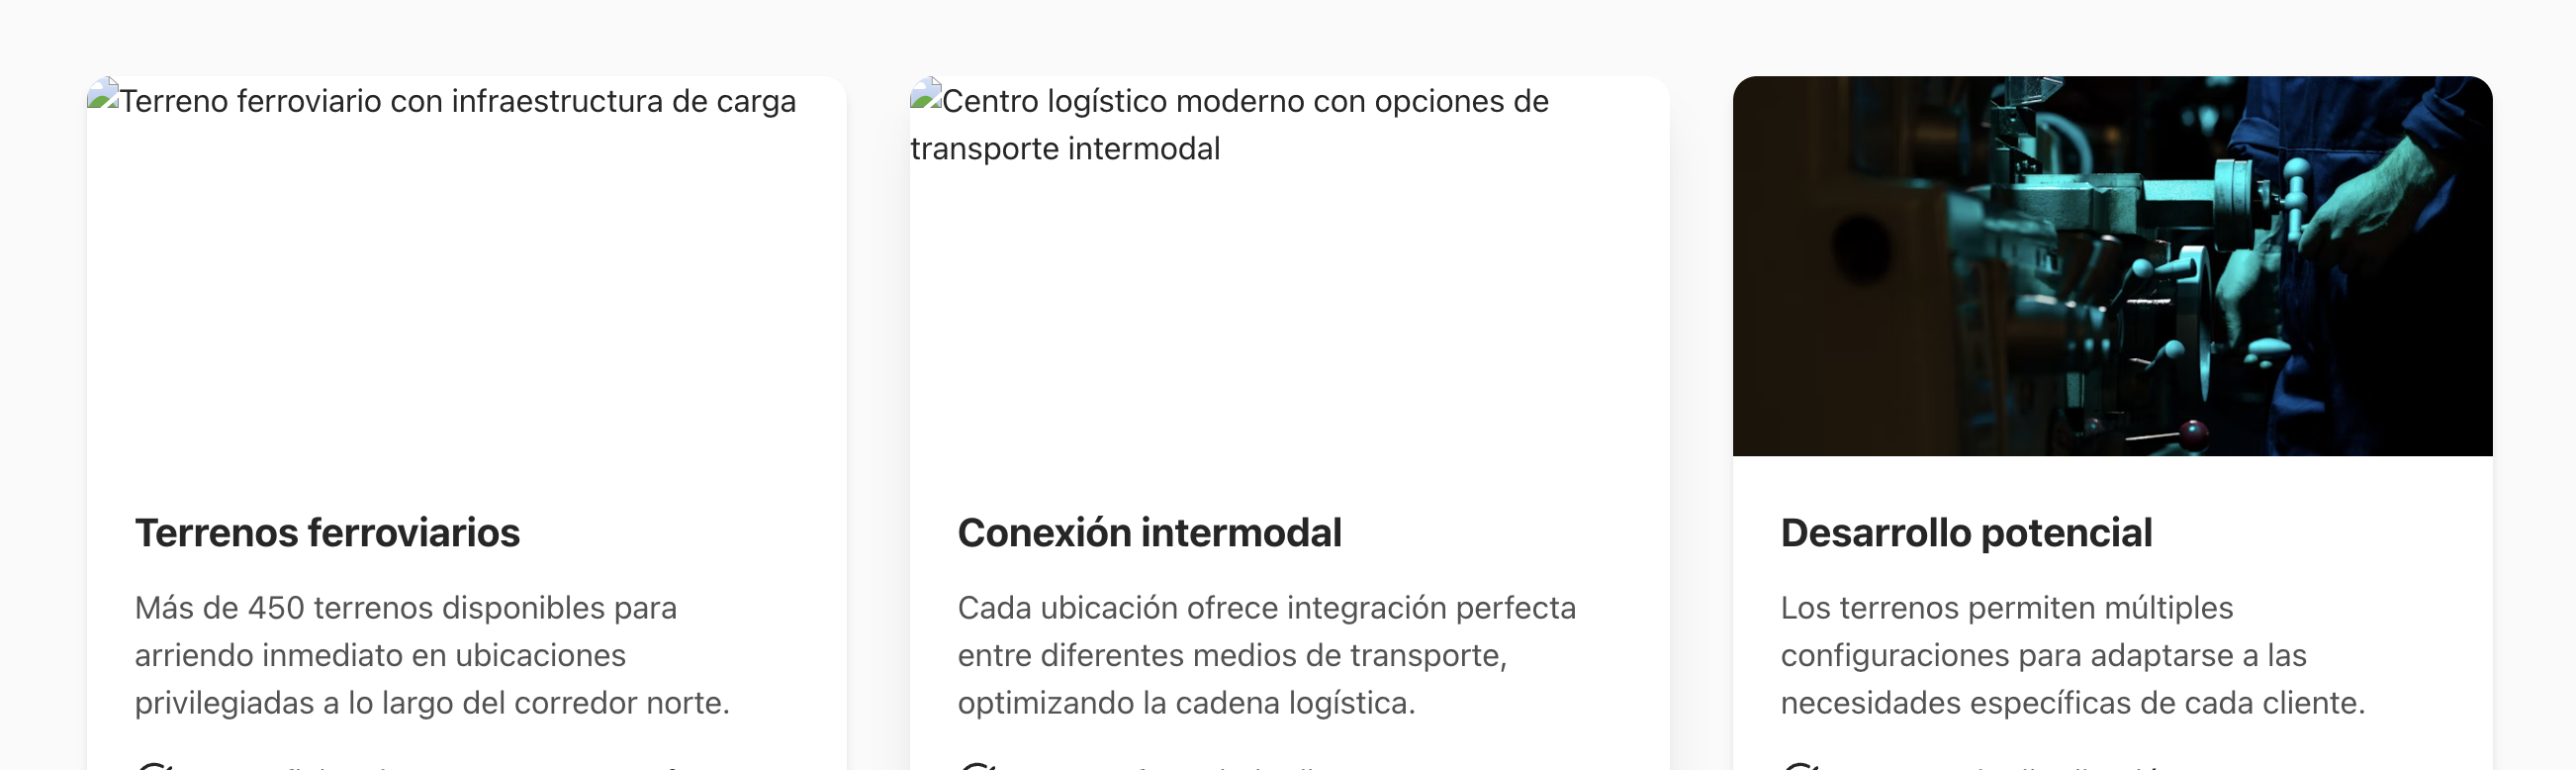 Terreno ferroviario con infraestructura de carga
Centro logístico moderno con opciones de
transporte intermodal
Terrenos ferroviarios
Más de 450 terrenos disponibles para
arriendo inmediato en ubicaciones
privilegiadas a lo largo del corredor norte.
Conexión intermodal
Cada ubicación ofrece integración perfecta
entre diferentes medios de transporte,
optimizando la cadena logística.
Desarrollo potencial
Los terrenos permiten múltiples
configuraciones para adaptarse a las
necesidades específicas de cada cliente.